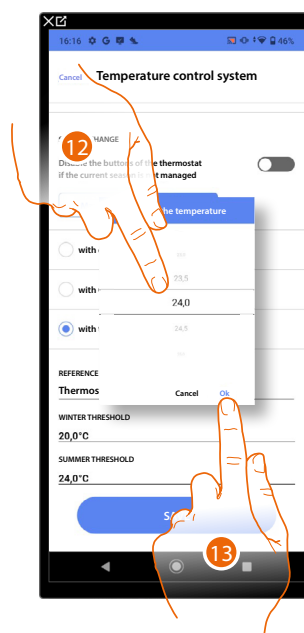 16:16 46%
Cancel Temperature control system
HANGE
12
Disable the buttons of the thermostat
if the current season is not managed
the temperature
with
23,5
with
24,0
with
24,5
REFERENCE
Thermos
Cancel Ok
WINTER THRESHOLD
20,0°C
SUMMER THRESHOLD
24,0°C
13